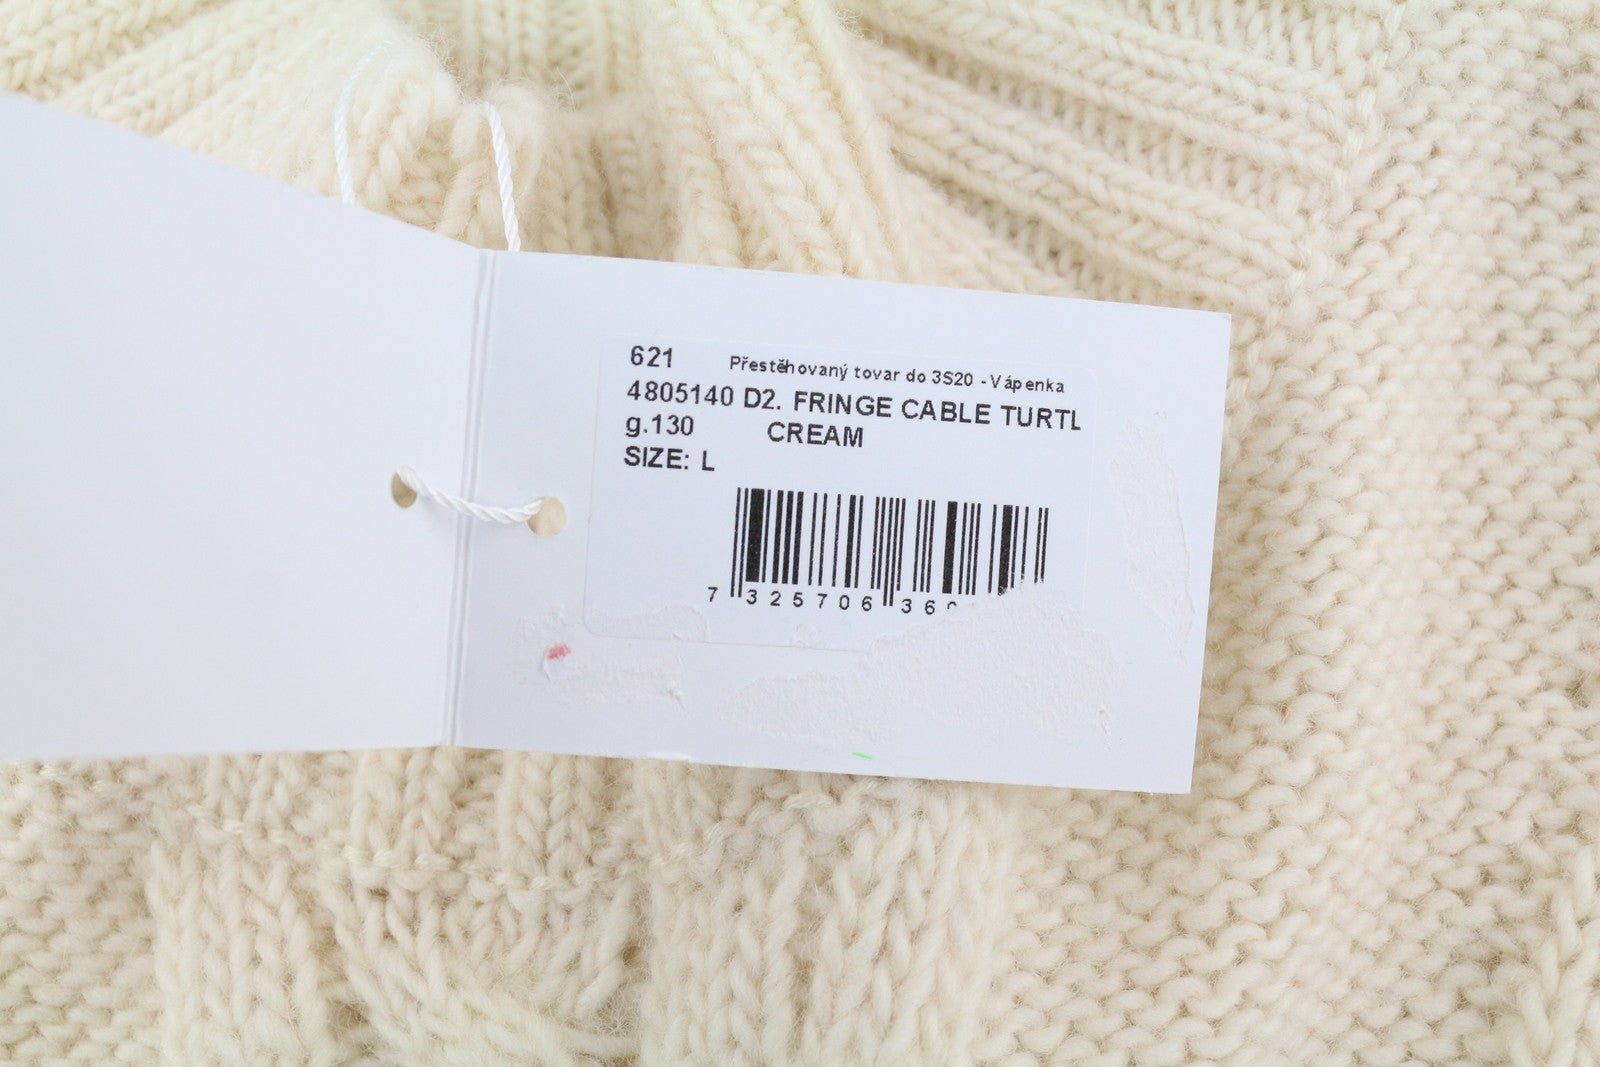 621 Přestěhovaný tovar do 3S20 - Vápenka
4805140 D2. FRINGE CABLE TURTL
g.130 CREAM
SIZE: L
7 325706 36